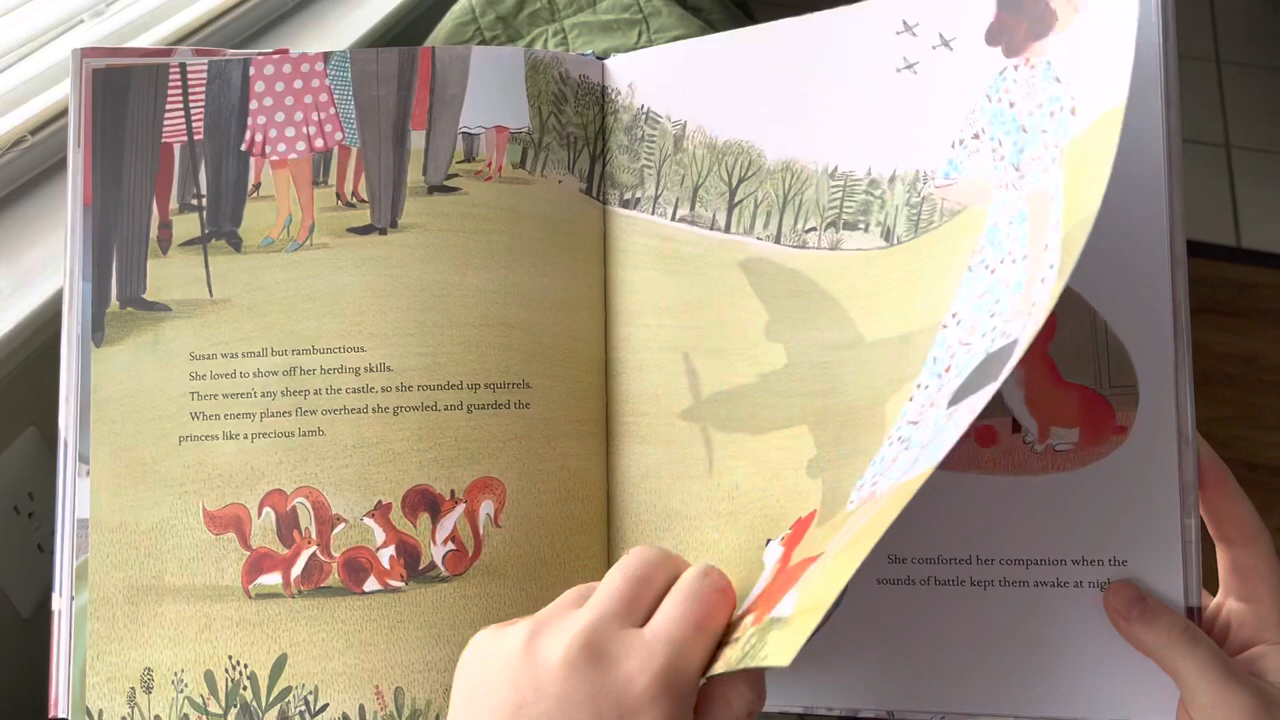 Susan was small but rambunctious.
She loved to show off her herding skills.
There weren't any sheep at the castle, so she rounded up squirrels.
When enemy planes flew overhead she growled, and guarded the
princess like a precious lamb.
She comforted her companion when the
sounds of battle kept them awake at